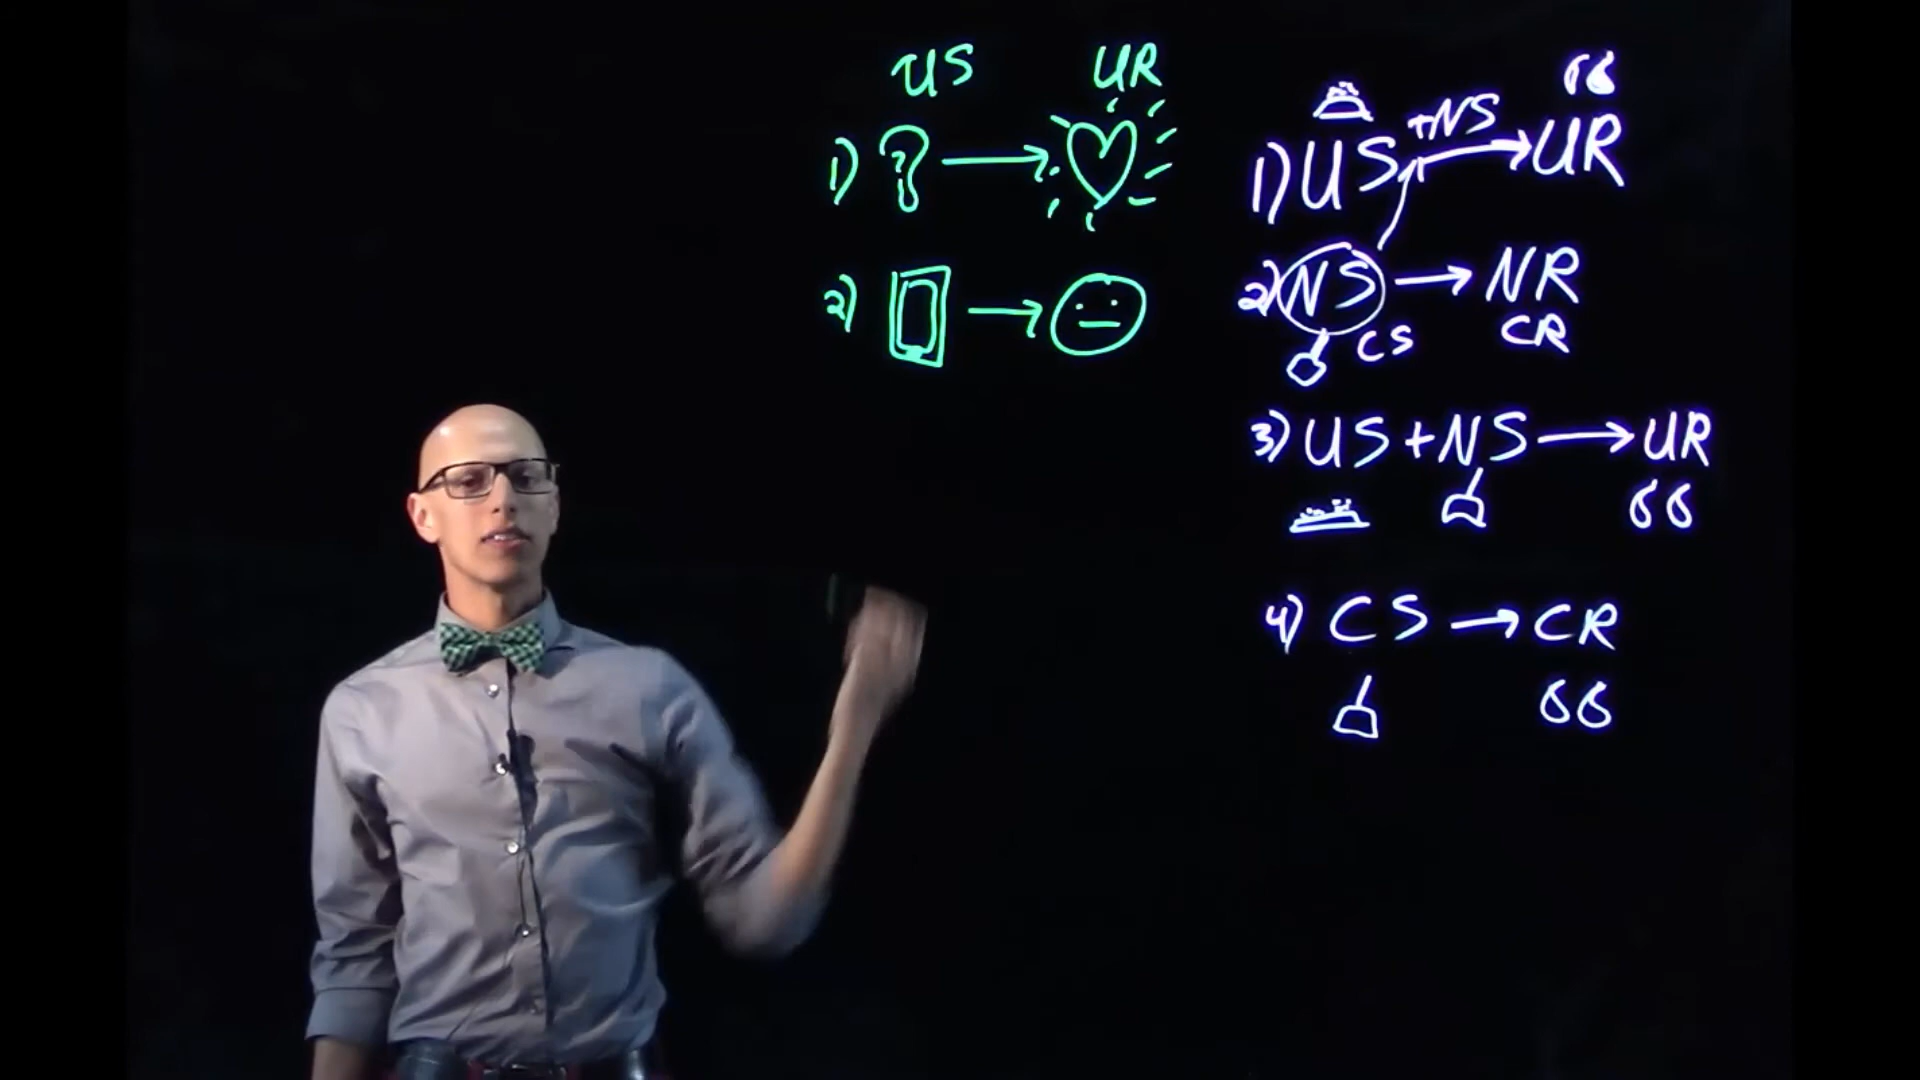 US UR
1) ? →
2) →
1) US +NS → UR
2) NS → NR
CS CR
3) US + NS → UR
4) CS → CR